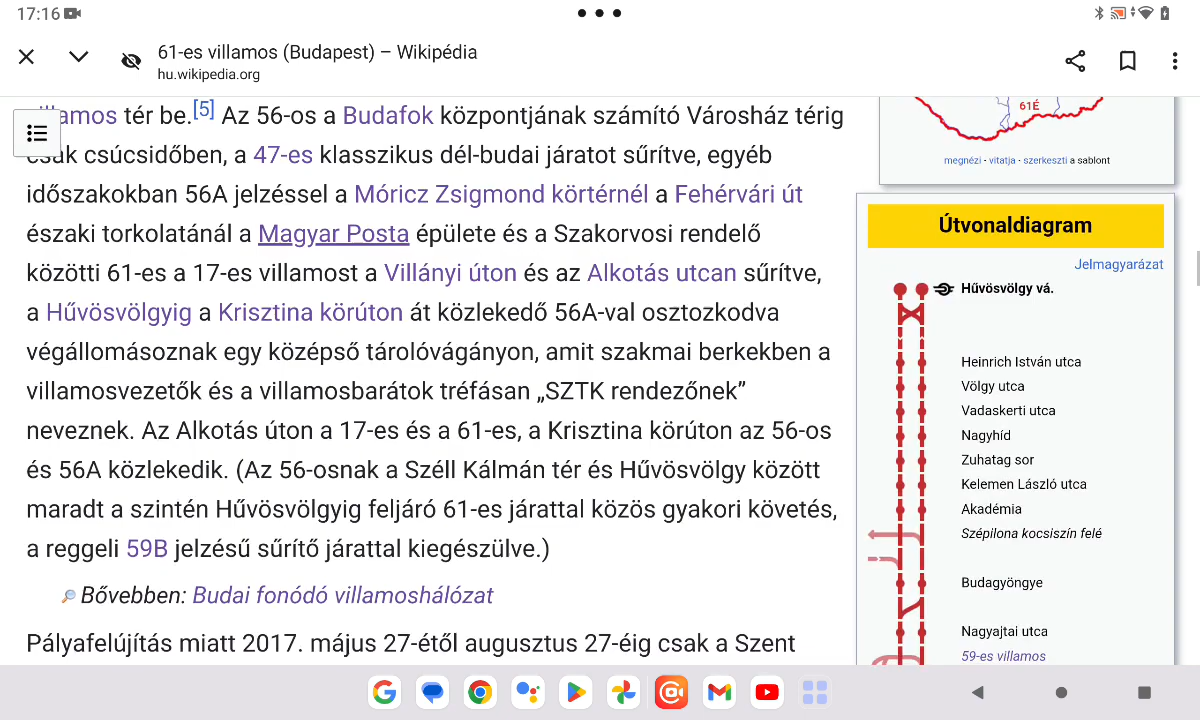 17:16
61-es villamos (Budapest) – Wikipédia
hu.wikipedia.org
villamos tér be.[5] Az 56-os a Budafok központjának számító Városház térig
csak csúcsidőben, a 47-es klasszikus dél-budai járatot sűrítve, egyéb
időszakokban 56A jelzéssel a Móricz Zsigmond körtérnél a Fehérvári út
északi torkolatánál a Magyar Posta épülete és a Szakorvosi rendelő
közötti 61-es a 17-es villamost a Villányi úton és az Alkotás utcan sűrítve,
a Hűvösvölgyig a Krisztina körúton át közlekedő 56A-val osztozkodva
végállomásoznak egy középső tárolóvágányon, amit szakmai berkekben a
villamosvezetők és a villamosbarátok tréfásan „SZTK rendezőnek”
neveznek. Az Alkotás úton a 17-es és a 61-es, a Krisztina körúton az 56-os
és 56A közlekedik. (Az 56-osnak a Széll Kálmán tér és Hűvösvölgy között
maradt a szintén Hűvösvölgyig feljáró 61-es járattal közös gyakori követés,
a reggeli 59B jelzésű sűrítő járattal kiegészülve.)
Bővebben: Budai fonódó villamoshálózat
Pályafelújítás miatt 2017. május 27-étől augusztus 27-éig csak a Szent
61É
megnézi - vitatja - szerkeszti a sablont
Útvonaldiagram
Jelmagyarázat
Hűvösvölgy vá.
Heinrich István utca
Völgy utca
Vadaskerti utca
Nagyhíd
Zuhatag sor
Kelemen László utca
Akadémia
Szépilona kocsiszín felé
Budagyöngye
Nagyajtai utca
59-es villamos